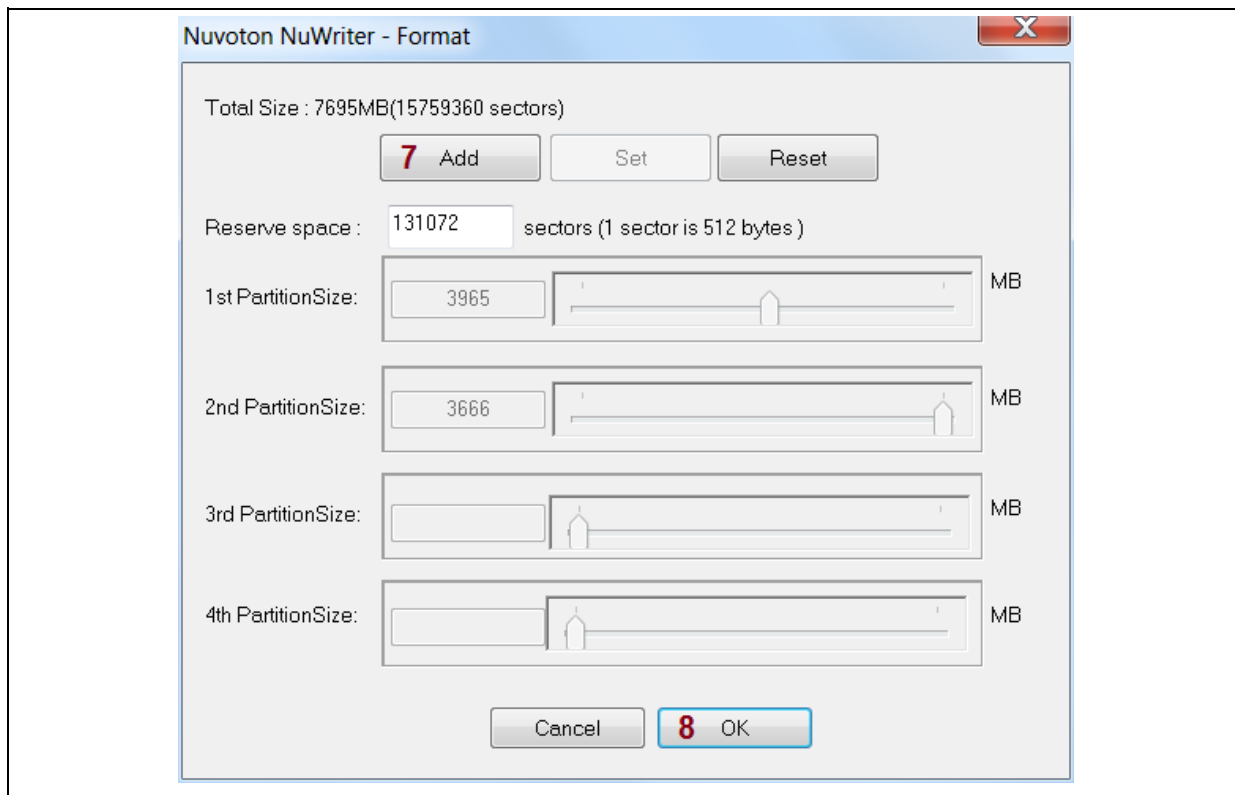 Nuvoton NuWriter - Format
X
Total Size : 7695MB(15759360 sectors)
7 Add Set Reset
Reserve space : 131072 sectors (1 sector is 512 bytes )
1st PartitionSize: 3965 MB
2nd PartitionSize: 3666 MB
3rd PartitionSize: MB
4th PartitionSize: MB
Cancel 8 OK